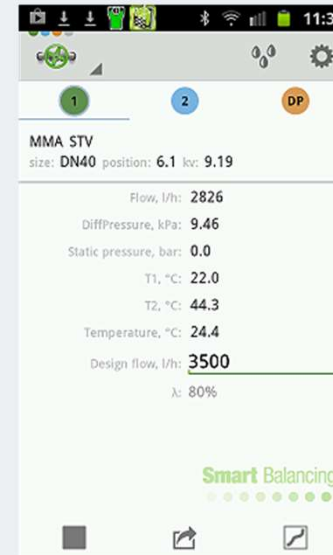 11:3
1 2 DP
MMA STV
size: DN40 position: 6.1 kv: 9.19
Flow, l/h: 2826
DiffPressure, kPa: 9.46
Static pressure, bar: 0.0
T1, °C: 22.0
T2, °C: 44.3
Temperature, °C: 24.4
Design flow, l/h: 3500
λ: 80%
Smart Balancing